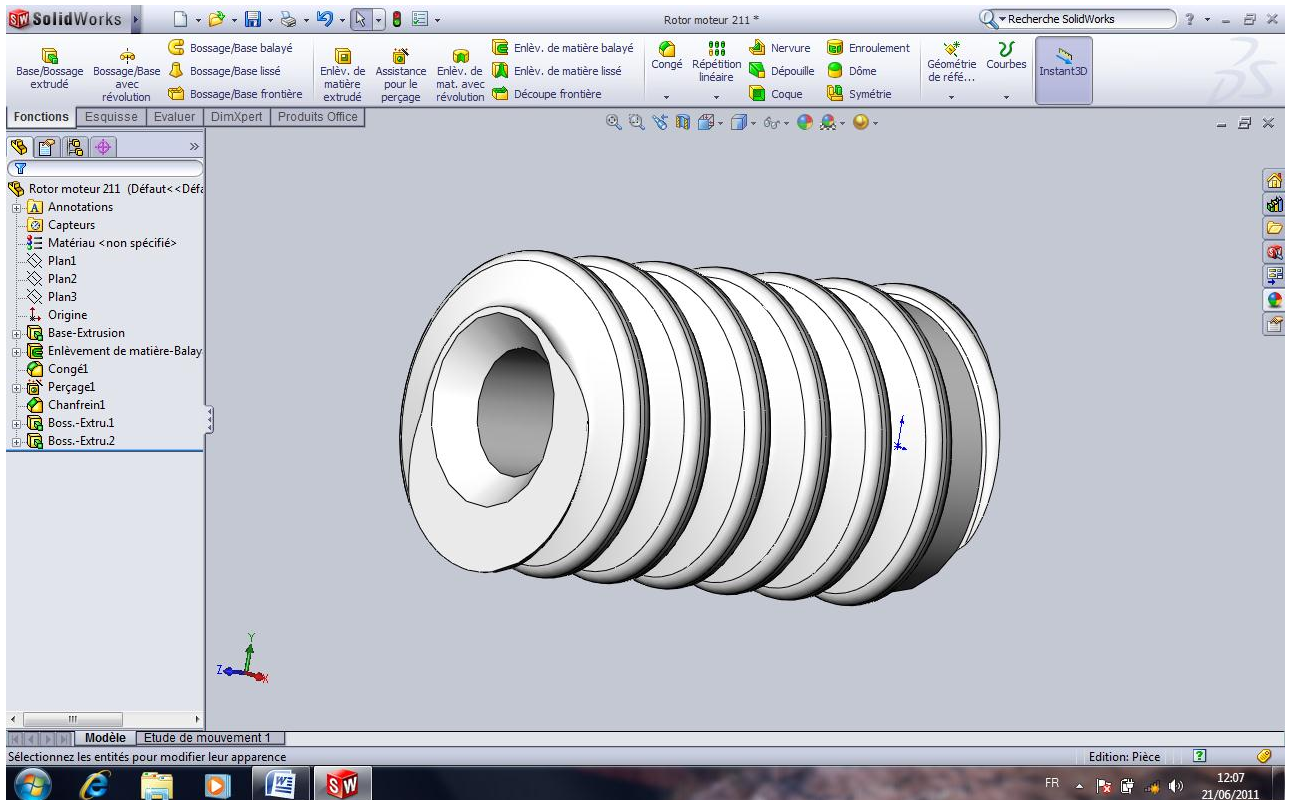 SolidWorks
Rotor moteur 211 *
Recherche SolidWorks
Base/Bossage extrudé
Bossage/Base avec révolution
Bossage/Base balayé
Bossage/Base lissé
Bossage/Base frontière
Enlèv. de matière extrudé
Assistance pour le perçage
Enlèv. de mat. avec révolution
Enlèv. de matière balayé
Enlèv. de matière lissé
Découpe frontière
Congé
Répétition linéaire
Nervure
Dépouille
Coque
Enroulement
Dôme
Symétrie
Géométrie de réfé...
Courbes
Instant3D
Fonctions
Esquisse
Evaluer
DimXpert
Produits Office
Rotor moteur 211 (Défaut<<Défa
Annotations
Capteurs
Matériau <non spécifié>
Plan1
Plan2
Plan3
Origine
Base-Extrusion
Enlèvement de matière-Balay
Congé1
Perçage1
Chanfrein1
Boss.-Extru.1
Boss.-Extru.2
Y
Z
X
Modèle
Etude de mouvement 1
Sélectionnez les entités pour modifier leur apparence
Edition: Pièce
FR
12:07
21/06/2011